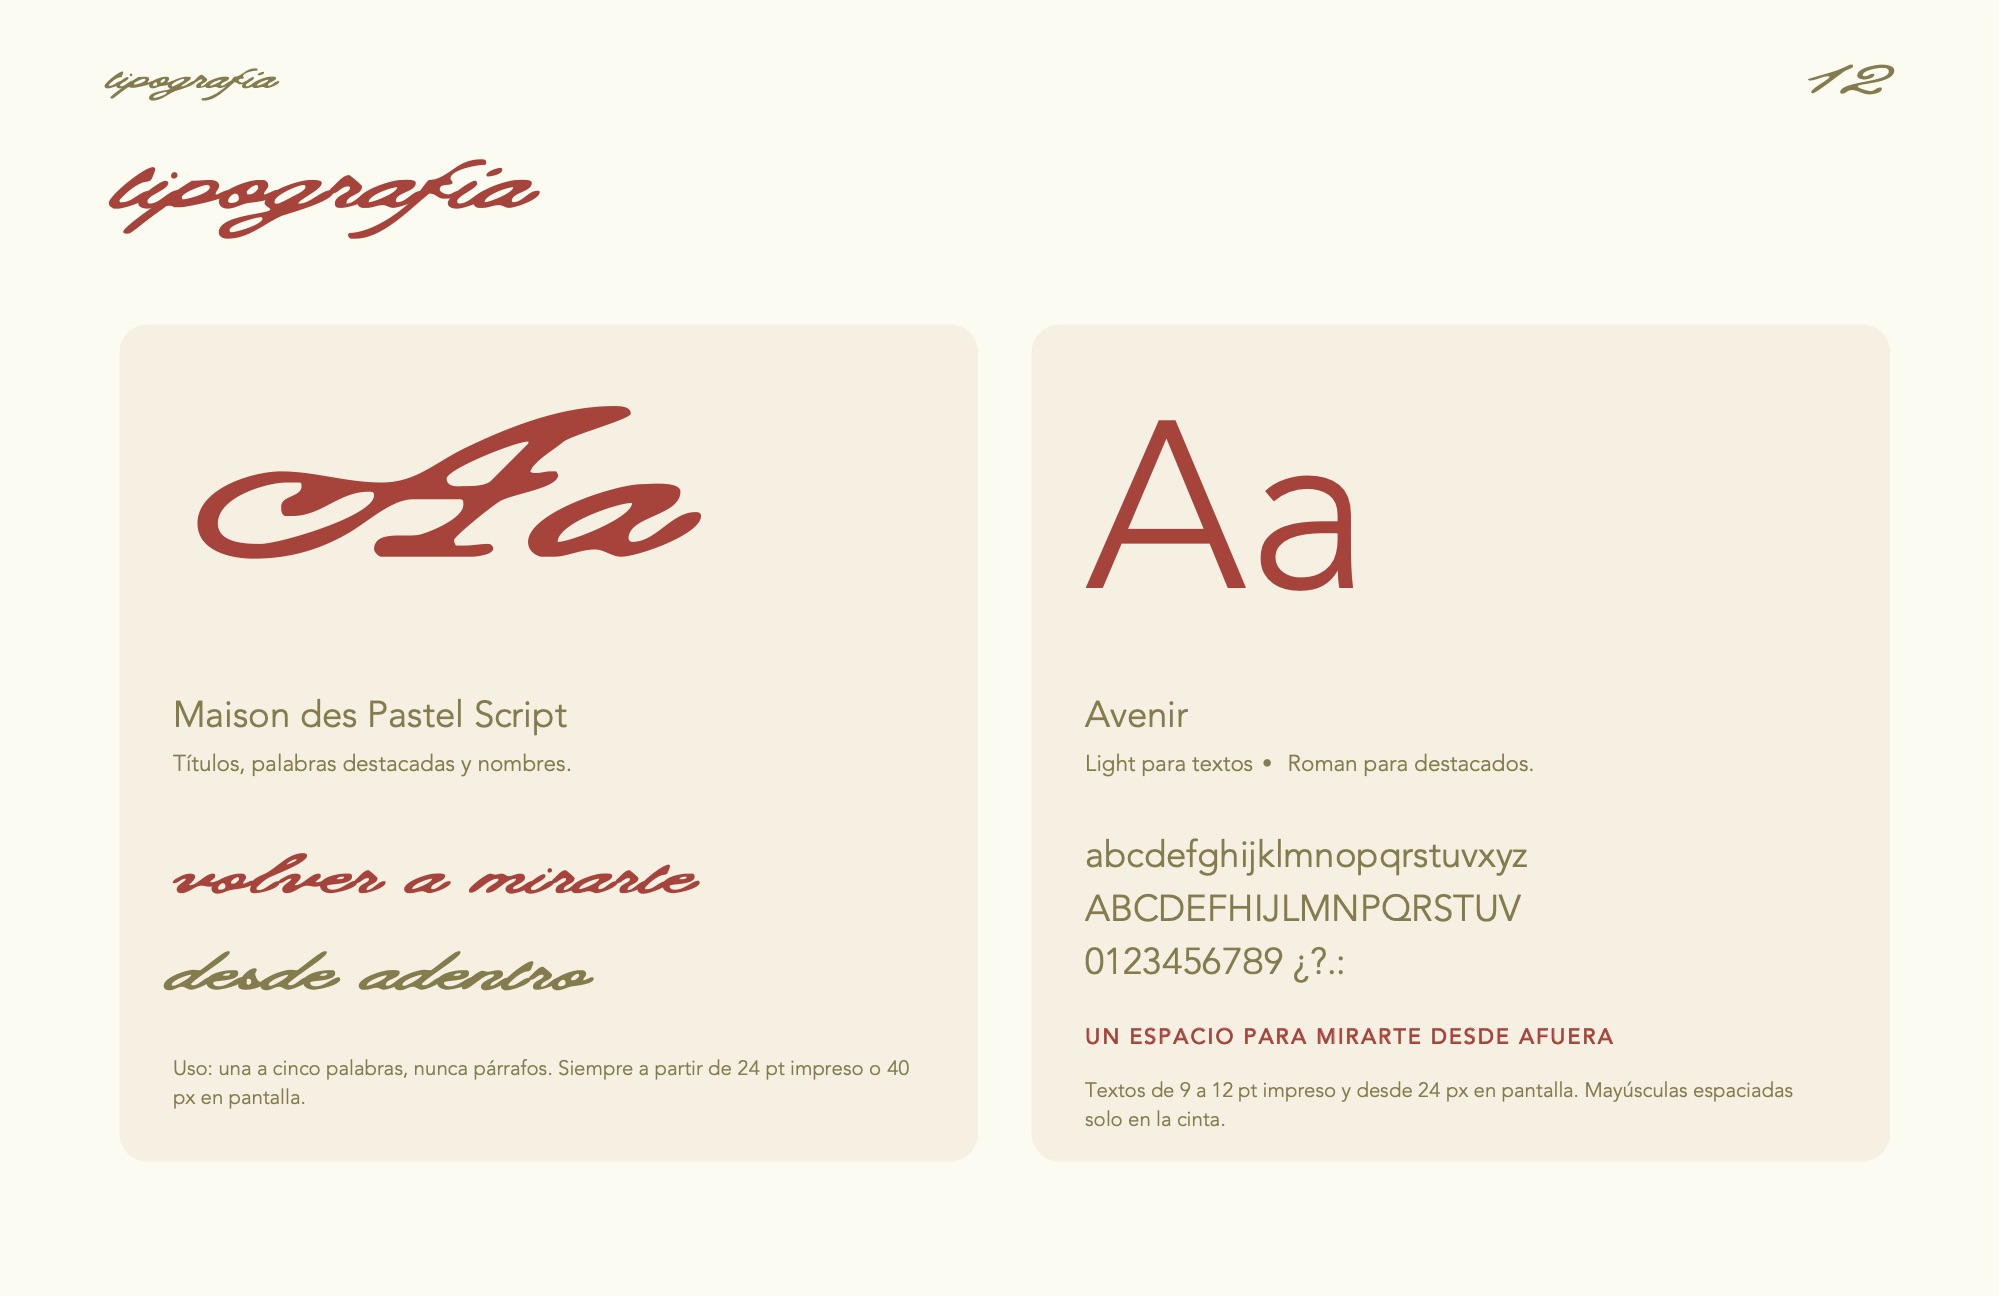 tipografía
12
tipografía
Aa
Maison des Pastel Script
Títulos, palabras destacadas y nombres.
volver a mirarte
desde adentro
Uso: una a cinco palabras, nunca párrafos. Siempre a partir de 24 pt impreso o 40
px en pantalla.
Aa
Avenir
Light para textos • Roman para destacados.
abcdefghijklmnopqrstuvxyz
ABCDEFHIJLMNPQRSTUV
0123456789 ¿?.:
UN ESPACIO PARA MIRARTE DESDE AFUERA
Textos de 9 a 12 pt impreso y desde 24 px en pantalla. Mayúsculas espaciadas
solo en la cinta.